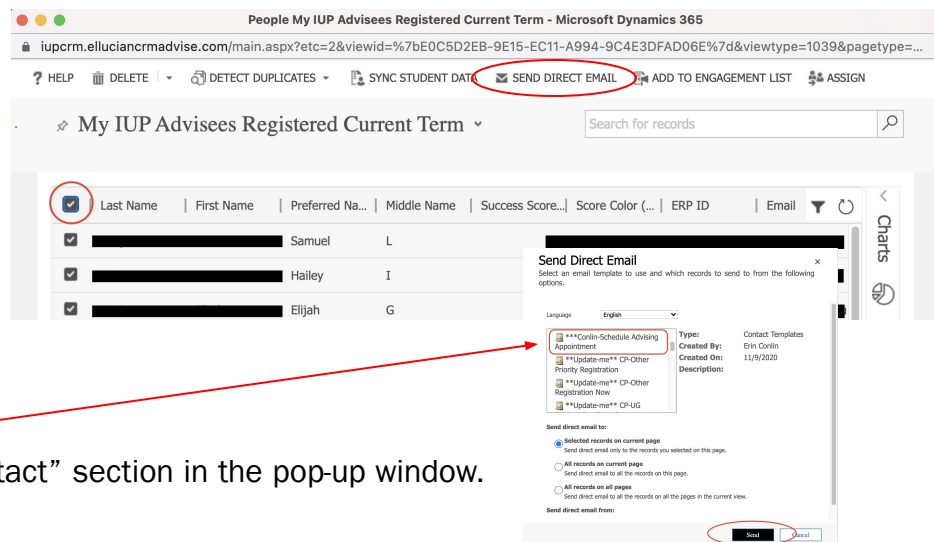 People My IUP Advisees Registered Current Term - Microsoft Dynamics 365
iupcrm.elluciancrmadvise.com/main.aspx?etc=2&viewid=%7bE0C5D2EB-9E15-EC11-A994-9C4E3DFAD06E%7d&viewtype=1039&pagetype=...
? HELP DELETE DETECT DUPLICATES SYNC STUDENT DATA SEND DIRECT EMAIL ADD TO ENGAGEMENT LIST ASSIGN
My IUP Advisees Registered Current Term Search for records
Last Name First Name Preferred Na... Middle Name Success Score... Score Color (... ERP ID Email
Charts
Samuel L
Hailey I
Elijah G
Send Direct Email ×
Select an email template to use and which records to send to from the following
options.
Language English
***Conlin-Schedule Advising
Appointment
**Update-me** CP-Other
Priority Registration
**Update-me** CP-Other
Registration Now
**Update-me** CP-UG
Type: Contact Templates
Created By: Erin Conlin
Created On: 11/9/2020
Description:
Send direct email to:
Selected records on current page
Send direct email only to the records you selected on this page.
All records on current page
Send direct email to all the records on this page.
All records on all pages
Send direct email to all the records on all the pages in the current view.
Send direct email from:
Send Cancel
tact” section in the pop-up window.